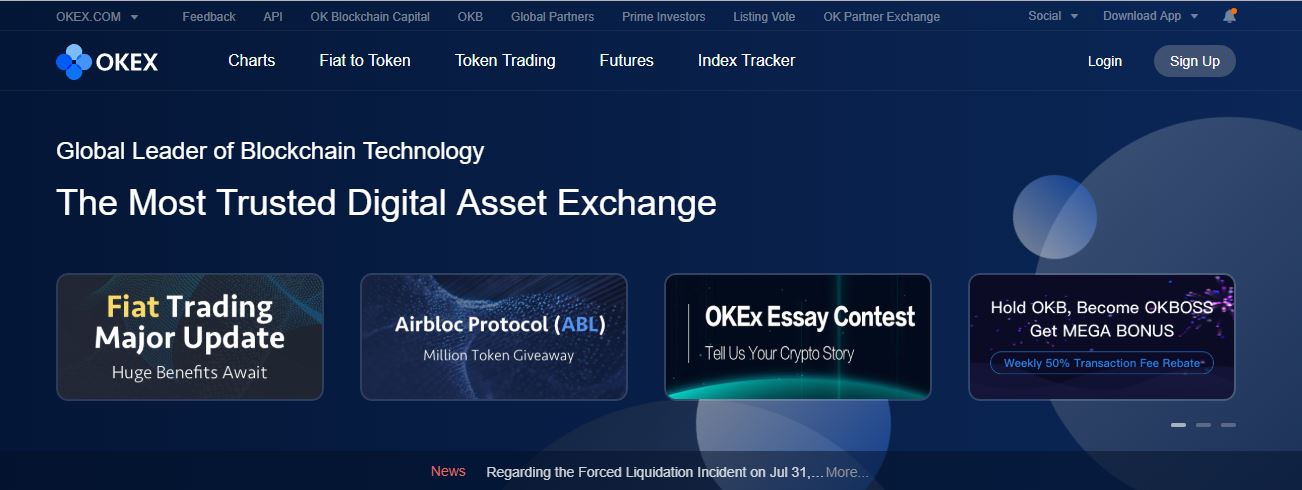 OKEX.COM Feedback API OK Blockchain Capital OKB Global Partners Prime Investors Listing Vote OK Partner Exchange Social Download App
OKEX Charts Fiat to Token Token Trading Futures Index Tracker Login Sign Up
Global Leader of Blockchain Technology
The Most Trusted Digital Asset Exchange
Fiat Trading
Major Update
Huge Benefits Await
Airbloc Protocol (ABL)
Million Token Giveaway
OKEx Essay Contest
Tell Us Your Crypto Story
Hold OKB, Become OKBOSS
Get MEGA BONUS
Weekly 50% Transaction Fee Rebate
News Regarding the Forced Liquidation Incident on Jul 31,... More...